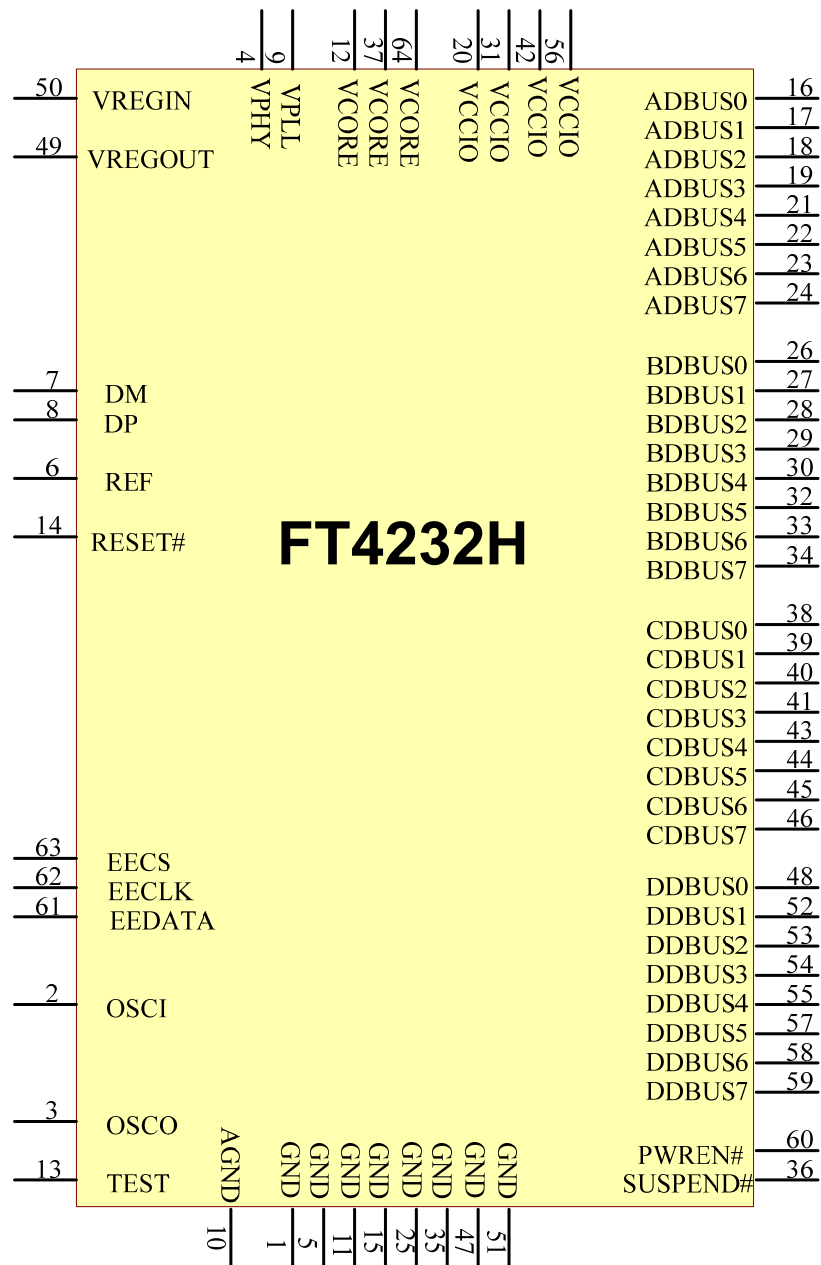 4 9 12 37 64 20 31 42 56
VPHY VPLL VCORE VCORE VCORE VCCIO VCCIO VCCIO VCCIO
50 VREGIN
49 VREGOUT
7 DM
8 DP
6 REF
14 RESET#
63 EECS
62 EECLK
61 EEDATA
2 OSCI
3 OSCO
13 TEST
FT4232H
ADBUS0 16
ADBUS1 17
ADBUS2 18
ADBUS3 19
ADBUS4 21
ADBUS5 22
ADBUS6 23
ADBUS7 24
BDBUS0 26
BDBUS1 27
BDBUS2 28
BDBUS3 29
BDBUS4 30
BDBUS5 32
BDBUS6 33
BDBUS7 34
CDBUS0 38
CDBUS1 39
CDBUS2 40
CDBUS3 41
CDBUS4 43
CDBUS5 44
CDBUS6 45
CDBUS7 46
DDBUS0 48
DDBUS1 52
DDBUS2 53
DDBUS3 54
DDBUS4 55
DDBUS5 57
DDBUS6 58
DDBUS7 59
PWREN# 60
SUSPEND# 36
AGND GND GND GND GND GND GND GND GND
10 1 5 11 15 25 35 47 51